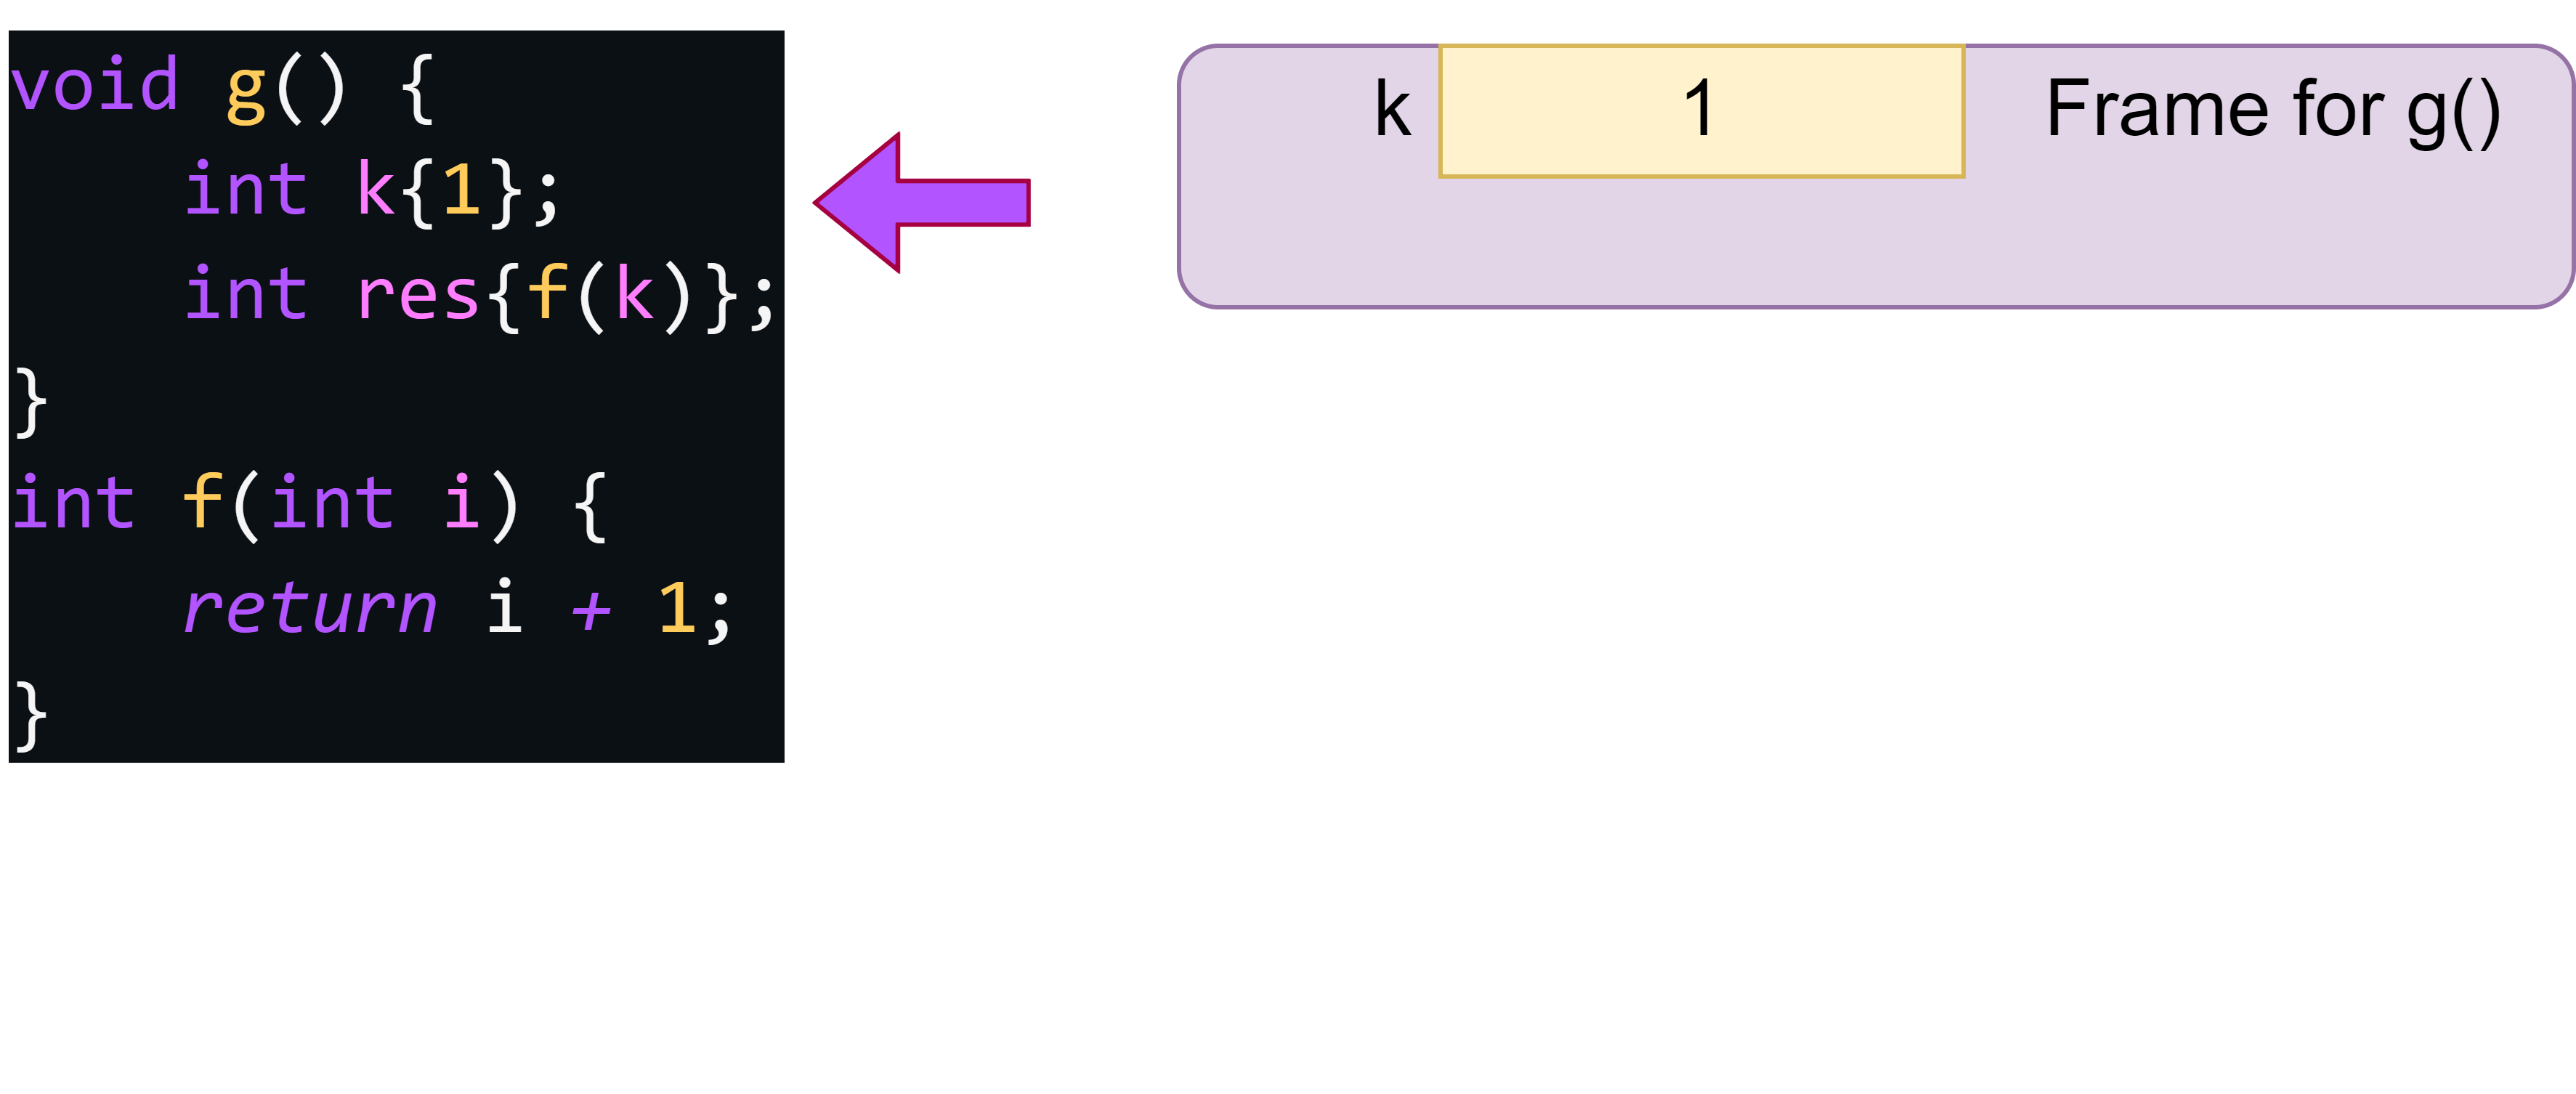 void g() {
    int k{1};
    int res{f(k)};
}
int f(int i) {
    return i + 1;
}
k 1 Frame for g()